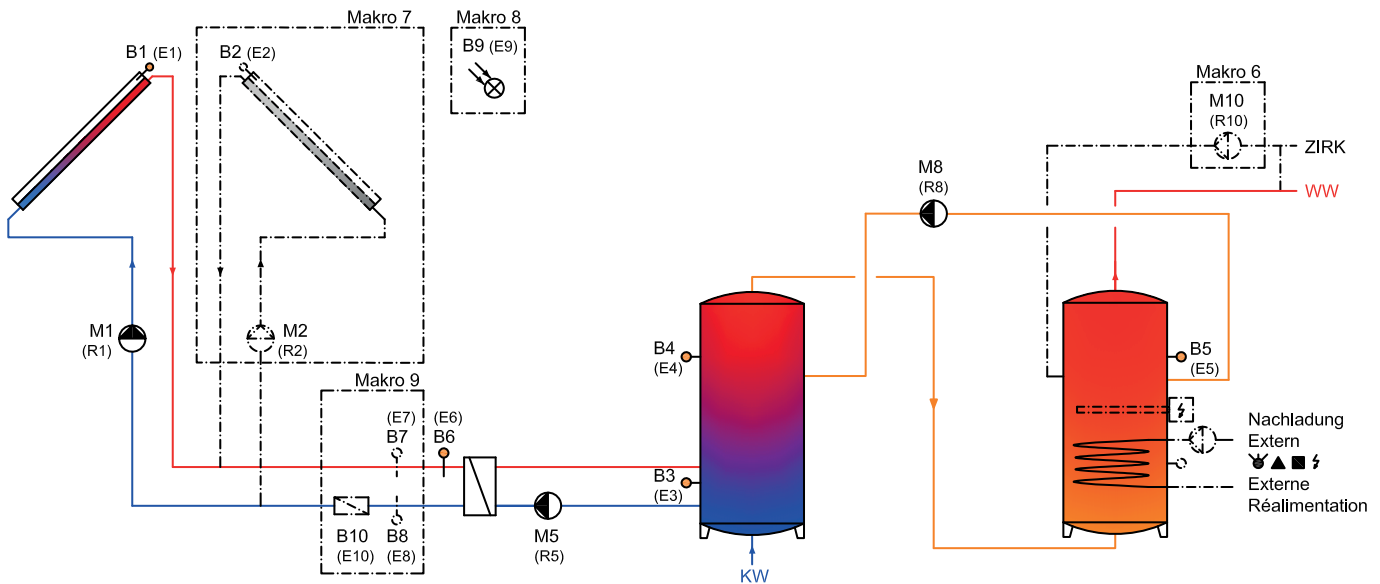 Makro 7
Makro 8
B1 (E1)
B2 (E2)
B9 (E9)
Makro 6
M10
(R10)
ZIRK
WW
M8
(R8)
M1
(R1)
M2
(R2)
B4
(E4)
B5
(E5)
Makro 9
(E7)
B7
(E6)
B6
B3
(E3)
B10
(E10)
B8
(E8)
M5
(R5)
KW
Nachladung
Extern
Externe
Réalimentation